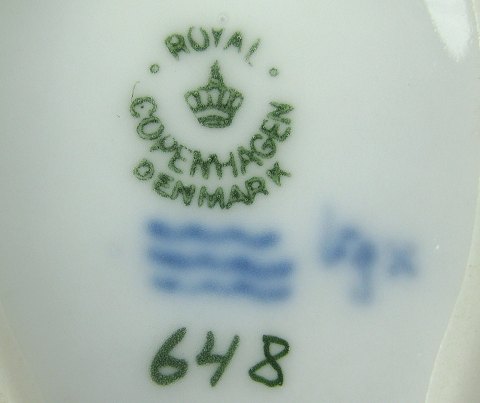 ROYAL
COPENHAGEN
DENMARK
648